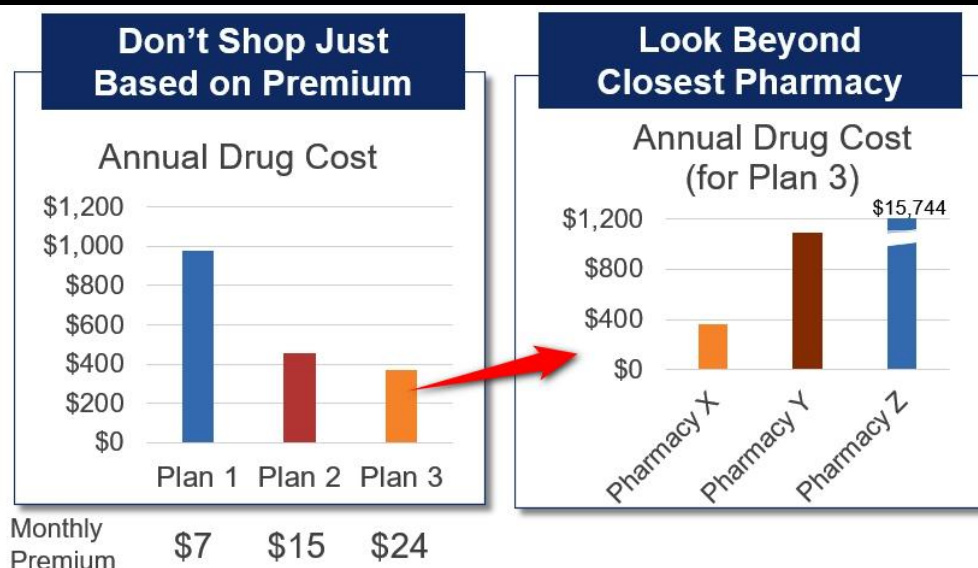 Don’t Shop Just
Based on Premium
Annual Drug Cost
$1,200
$1,000
$800
$600
$400
$200
$0
Plan 1 Plan 2 Plan 3
Monthly
Premium
$7 $15 $24
Look Beyond
Closest Pharmacy
Annual Drug Cost
(for Plan 3)
$15,744
$1,200
$800
$400
$0
Pharmacy X
Pharmacy Y
Pharmacy Z